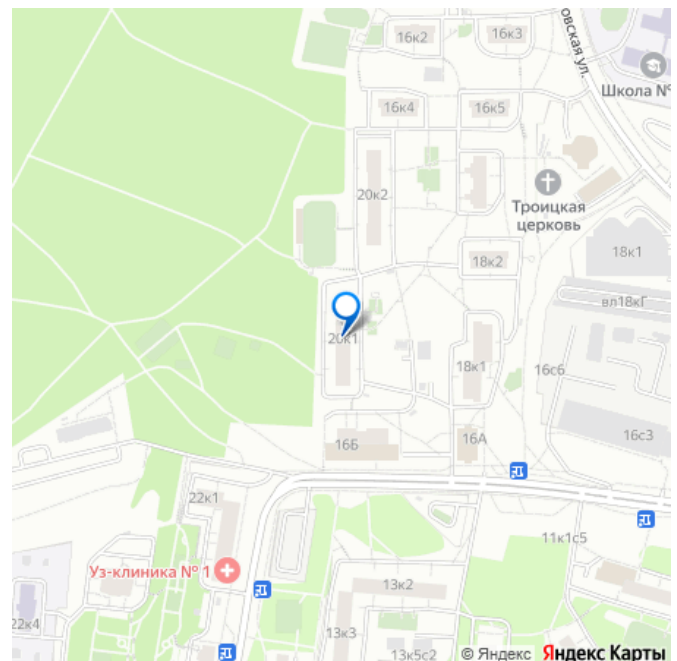 16к2
16к3
овская ул.
Школа №
16к4
16к5
20к2
Троицкая
церковь
18к2
18к1
вл18кГ
20к1
18к1
16с6
16Б
16А
16с3
22к1
11к1с5
Уз-клиника № 1
13к2
22к4
13к3
13к5с2
© Яндекс Яндекс Карты